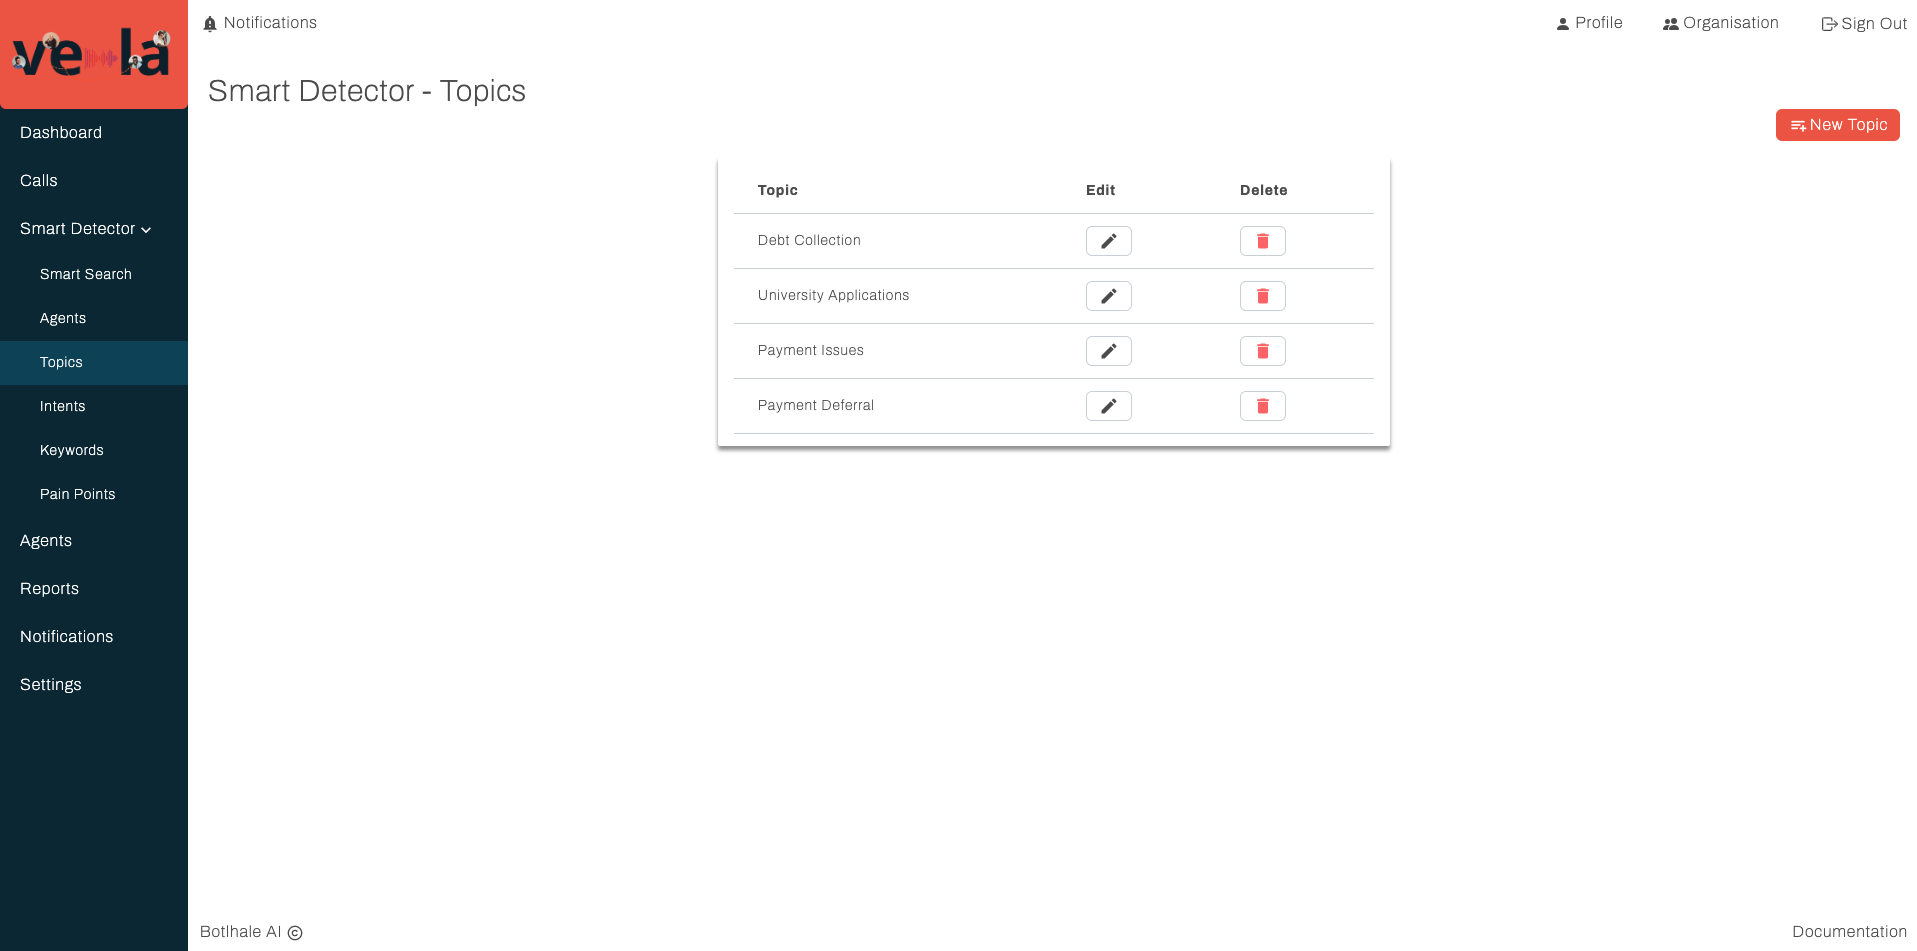 vela
Notifications
Profile
Organisation
Sign Out
Smart Detector - Topics
New Topic
Dashboard
Calls
Smart Detector
Smart Search
Agents
Topics
Intents
Keywords
Pain Points
Agents
Reports
Notifications
Settings
Topic Edit Delete
Debt Collection
University Applications
Payment Issues
Payment Deferral
Botlhale AI ©
Documentation